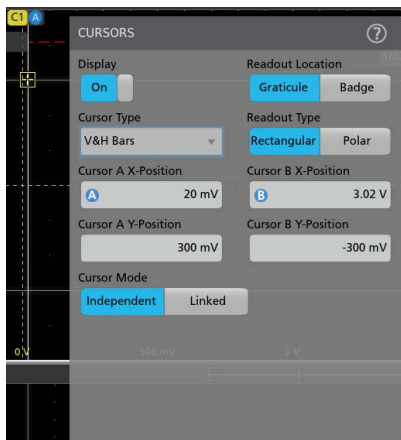 C1 A
CURSORS ?
Display Readout Location
On Graticule Badge
Cursor Type Readout Type
V&H Bars Rectangular Polar
Cursor A X-Position Cursor B X-Position
A 20 mV B 3.02 V
Cursor A Y-Position Cursor B Y-Position
300 mV -300 mV
Cursor Mode
Independent Linked
0 V 500 mV 1 V